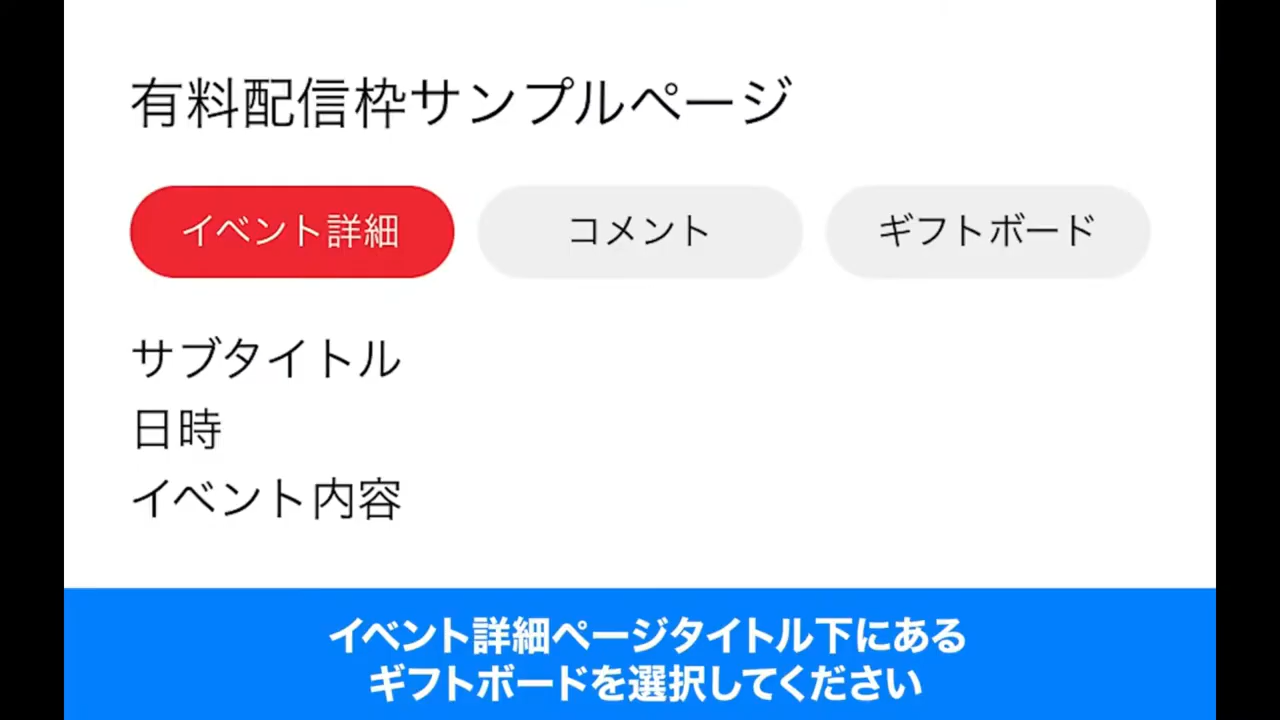 有料配信枠サンプルページ
イベント詳細
コメント
ギフトボード
サブタイトル
日時
イベント内容
イベント詳細ページタイトル下にある
ギフトボードを選択してください